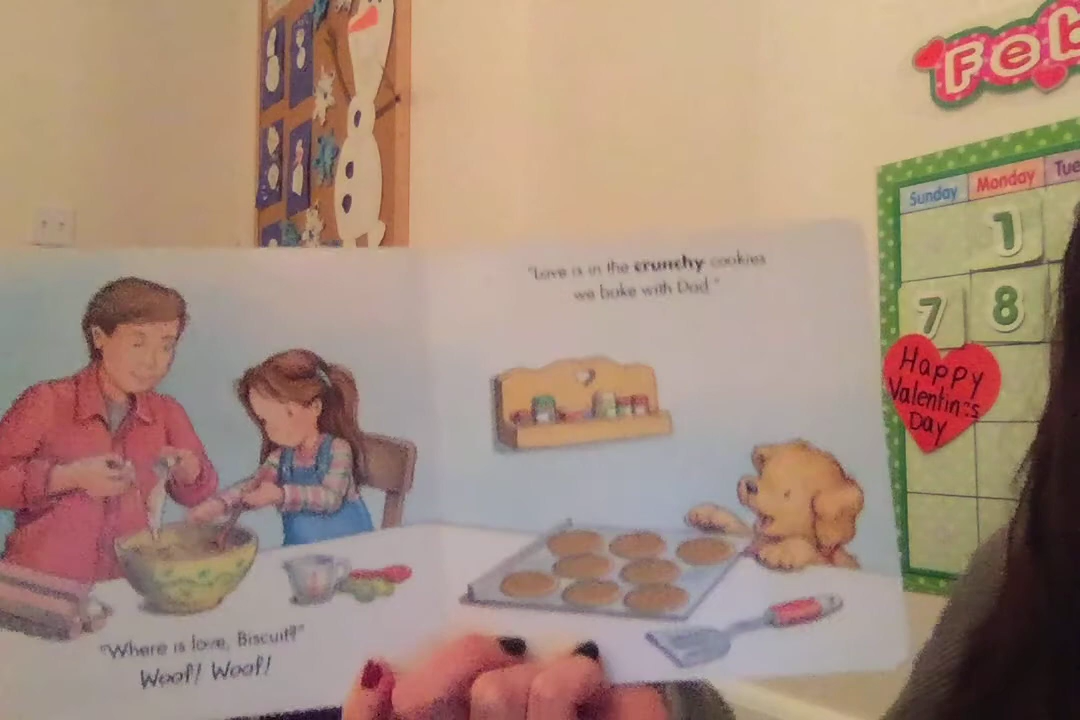 Feb
Sunday Monday Tue
1
7 8
Happy
Valentin's
Day
"Love is in the crunchy cookies
we bake with Dad."
"Where is love, Biscuit?"
Woof! Woof!